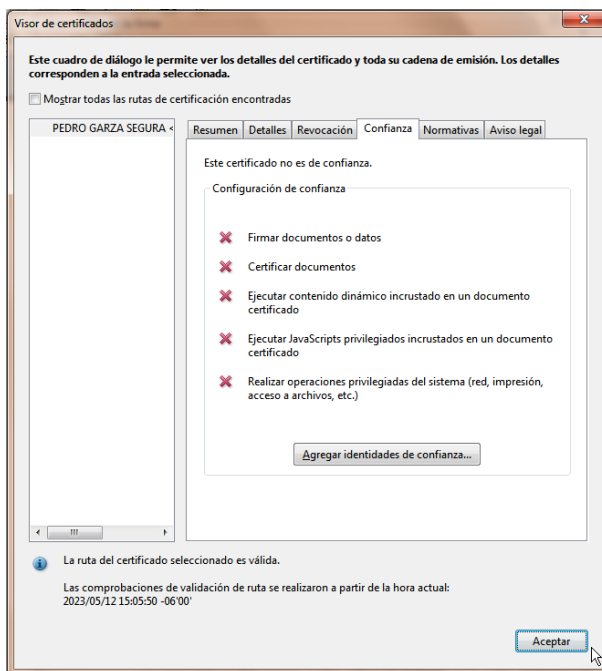 Visor de certificados
Este cuadro de diálogo le permite ver los detalles del certificado y toda su cadena de emisión. Los detalles
corresponden a la entrada seleccionada.
Mostrar todas las rutas de certificación encontradas
PEDRO GARZA SEGURA <
Resumen Detalles Revocación Confianza Normativas Aviso legal
Este certificado no es de confianza.
Configuración de confianza
Firmar documentos o datos
Certificar documentos
Ejecutar contenido dinámico incrustado en un documento
certificado
Ejecutar JavaScripts privilegiados incrustados en un documento
certificado
Realizar operaciones privilegiadas del sistema (red, impresión,
acceso a archivos, etc.)
Agregar identidades de confianza...
La ruta del certificado seleccionado es válida.
Las comprobaciones de validación de ruta se realizaron a partir de la hora actual:
2023/05/12 15:05:50 -06'00'
Aceptar